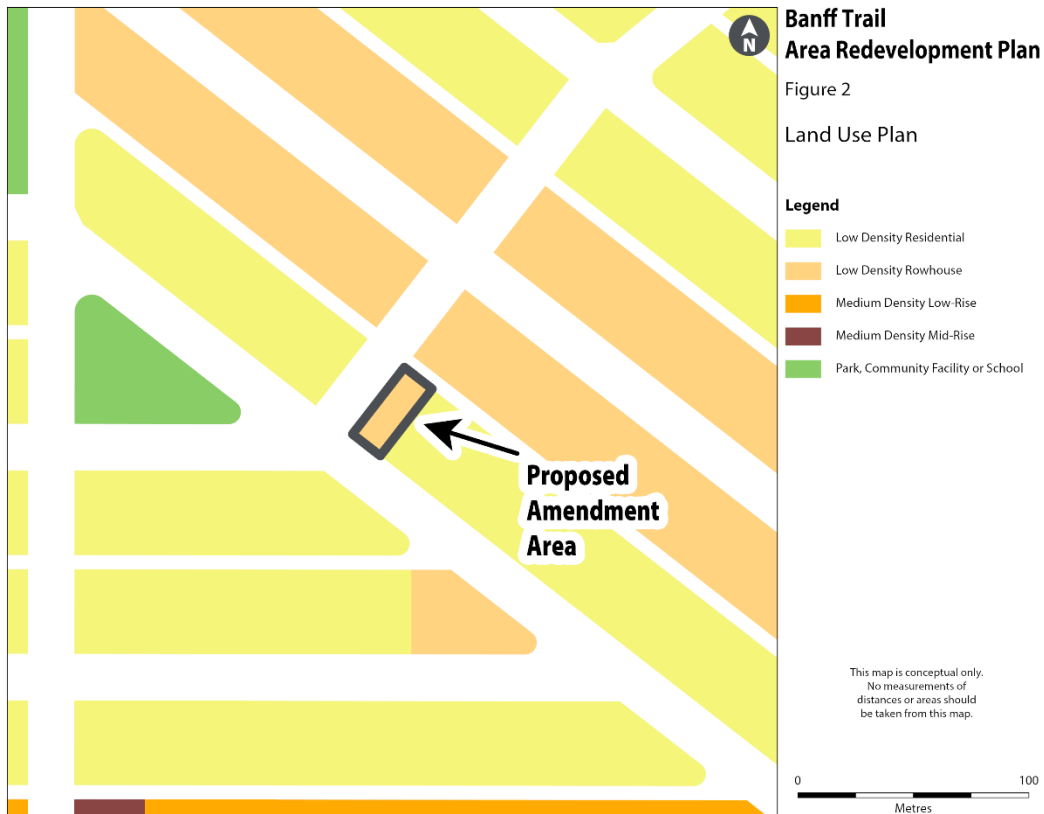 Banff Trail
Area Redevelopment Plan
Figure 2
Land Use Plan
N
Legend
Low Density Residential
Low Density Rowhouse
Medium Density Low-Rise
Medium Density Mid-Rise
Park, Community Facility or School
Proposed
Amendment
Area
This map is conceptual only.
No measurements of
distances or areas should
be taken from this map.
0 100
Metres